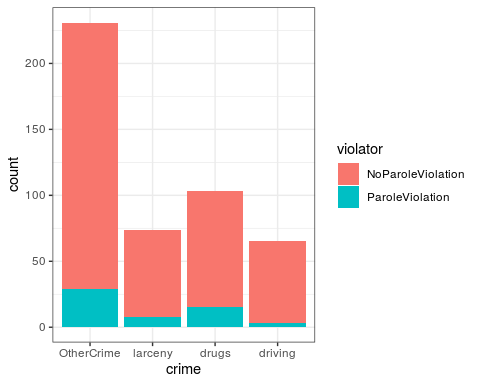 200
150
100
50
0
count
OtherCrime larceny drugs driving
crime
violator
NoParoleViolation
ParoleViolation